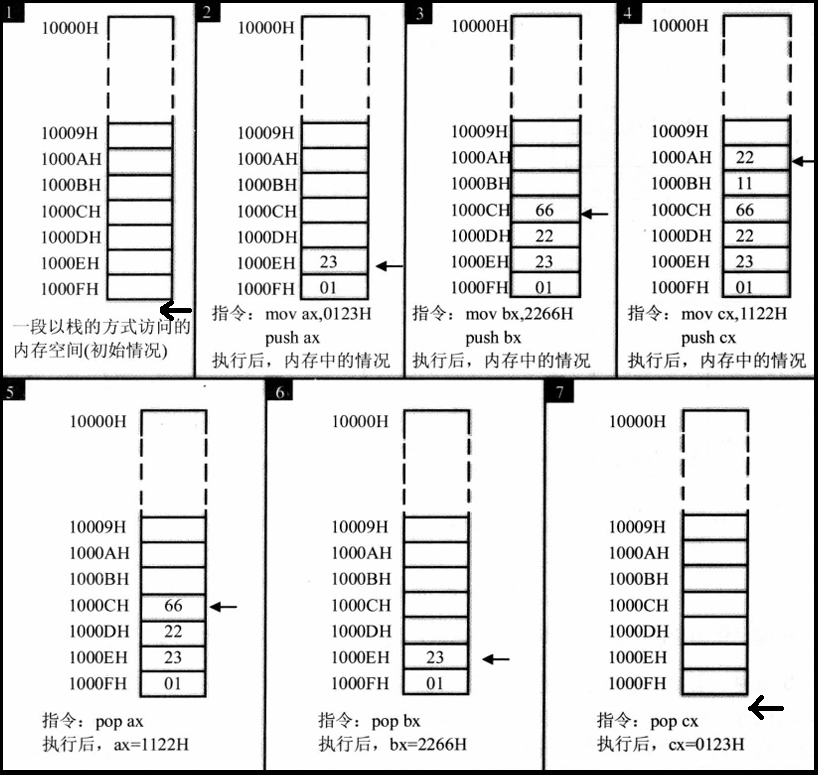 1
10000H
10009H
1000AH
1000BH
1000CH
1000DH
1000EH
1000FH
一段以栈的方式访问的
内存空间(初始情况)
2
10000H
10009H
1000AH
1000BH
1000CH
1000DH
1000EH 23
1000FH 01
指令：mov ax,0123H
push ax
执行后，内存中的情况
3
10000H
10009H
1000AH
1000BH
1000CH 66
1000DH 22
1000EH 23
1000FH 01
指令：mov bx,2266H
push bx
执行后，内存中的情况
4
10000H
10009H
1000AH 22
1000BH 11
1000CH 66
1000DH 22
1000EH 23
1000FH 01
指令：mov cx,1122H
push cx
执行后，内存中的情况
5
10000H
10009H
1000AH
1000BH
1000CH 66
1000DH 22
1000EH 23
1000FH 01
指令：pop ax
执行后，ax=1122H
6
10000H
10009H
1000AH
1000BH
1000CH
1000DH
1000EH 23
1000FH 01
指令：pop bx
执行后，bx=2266H
7
10000H
10009H
1000AH
1000BH
1000CH
1000DH
1000EH
1000FH
指令：pop cx
执行后，cx=0123H